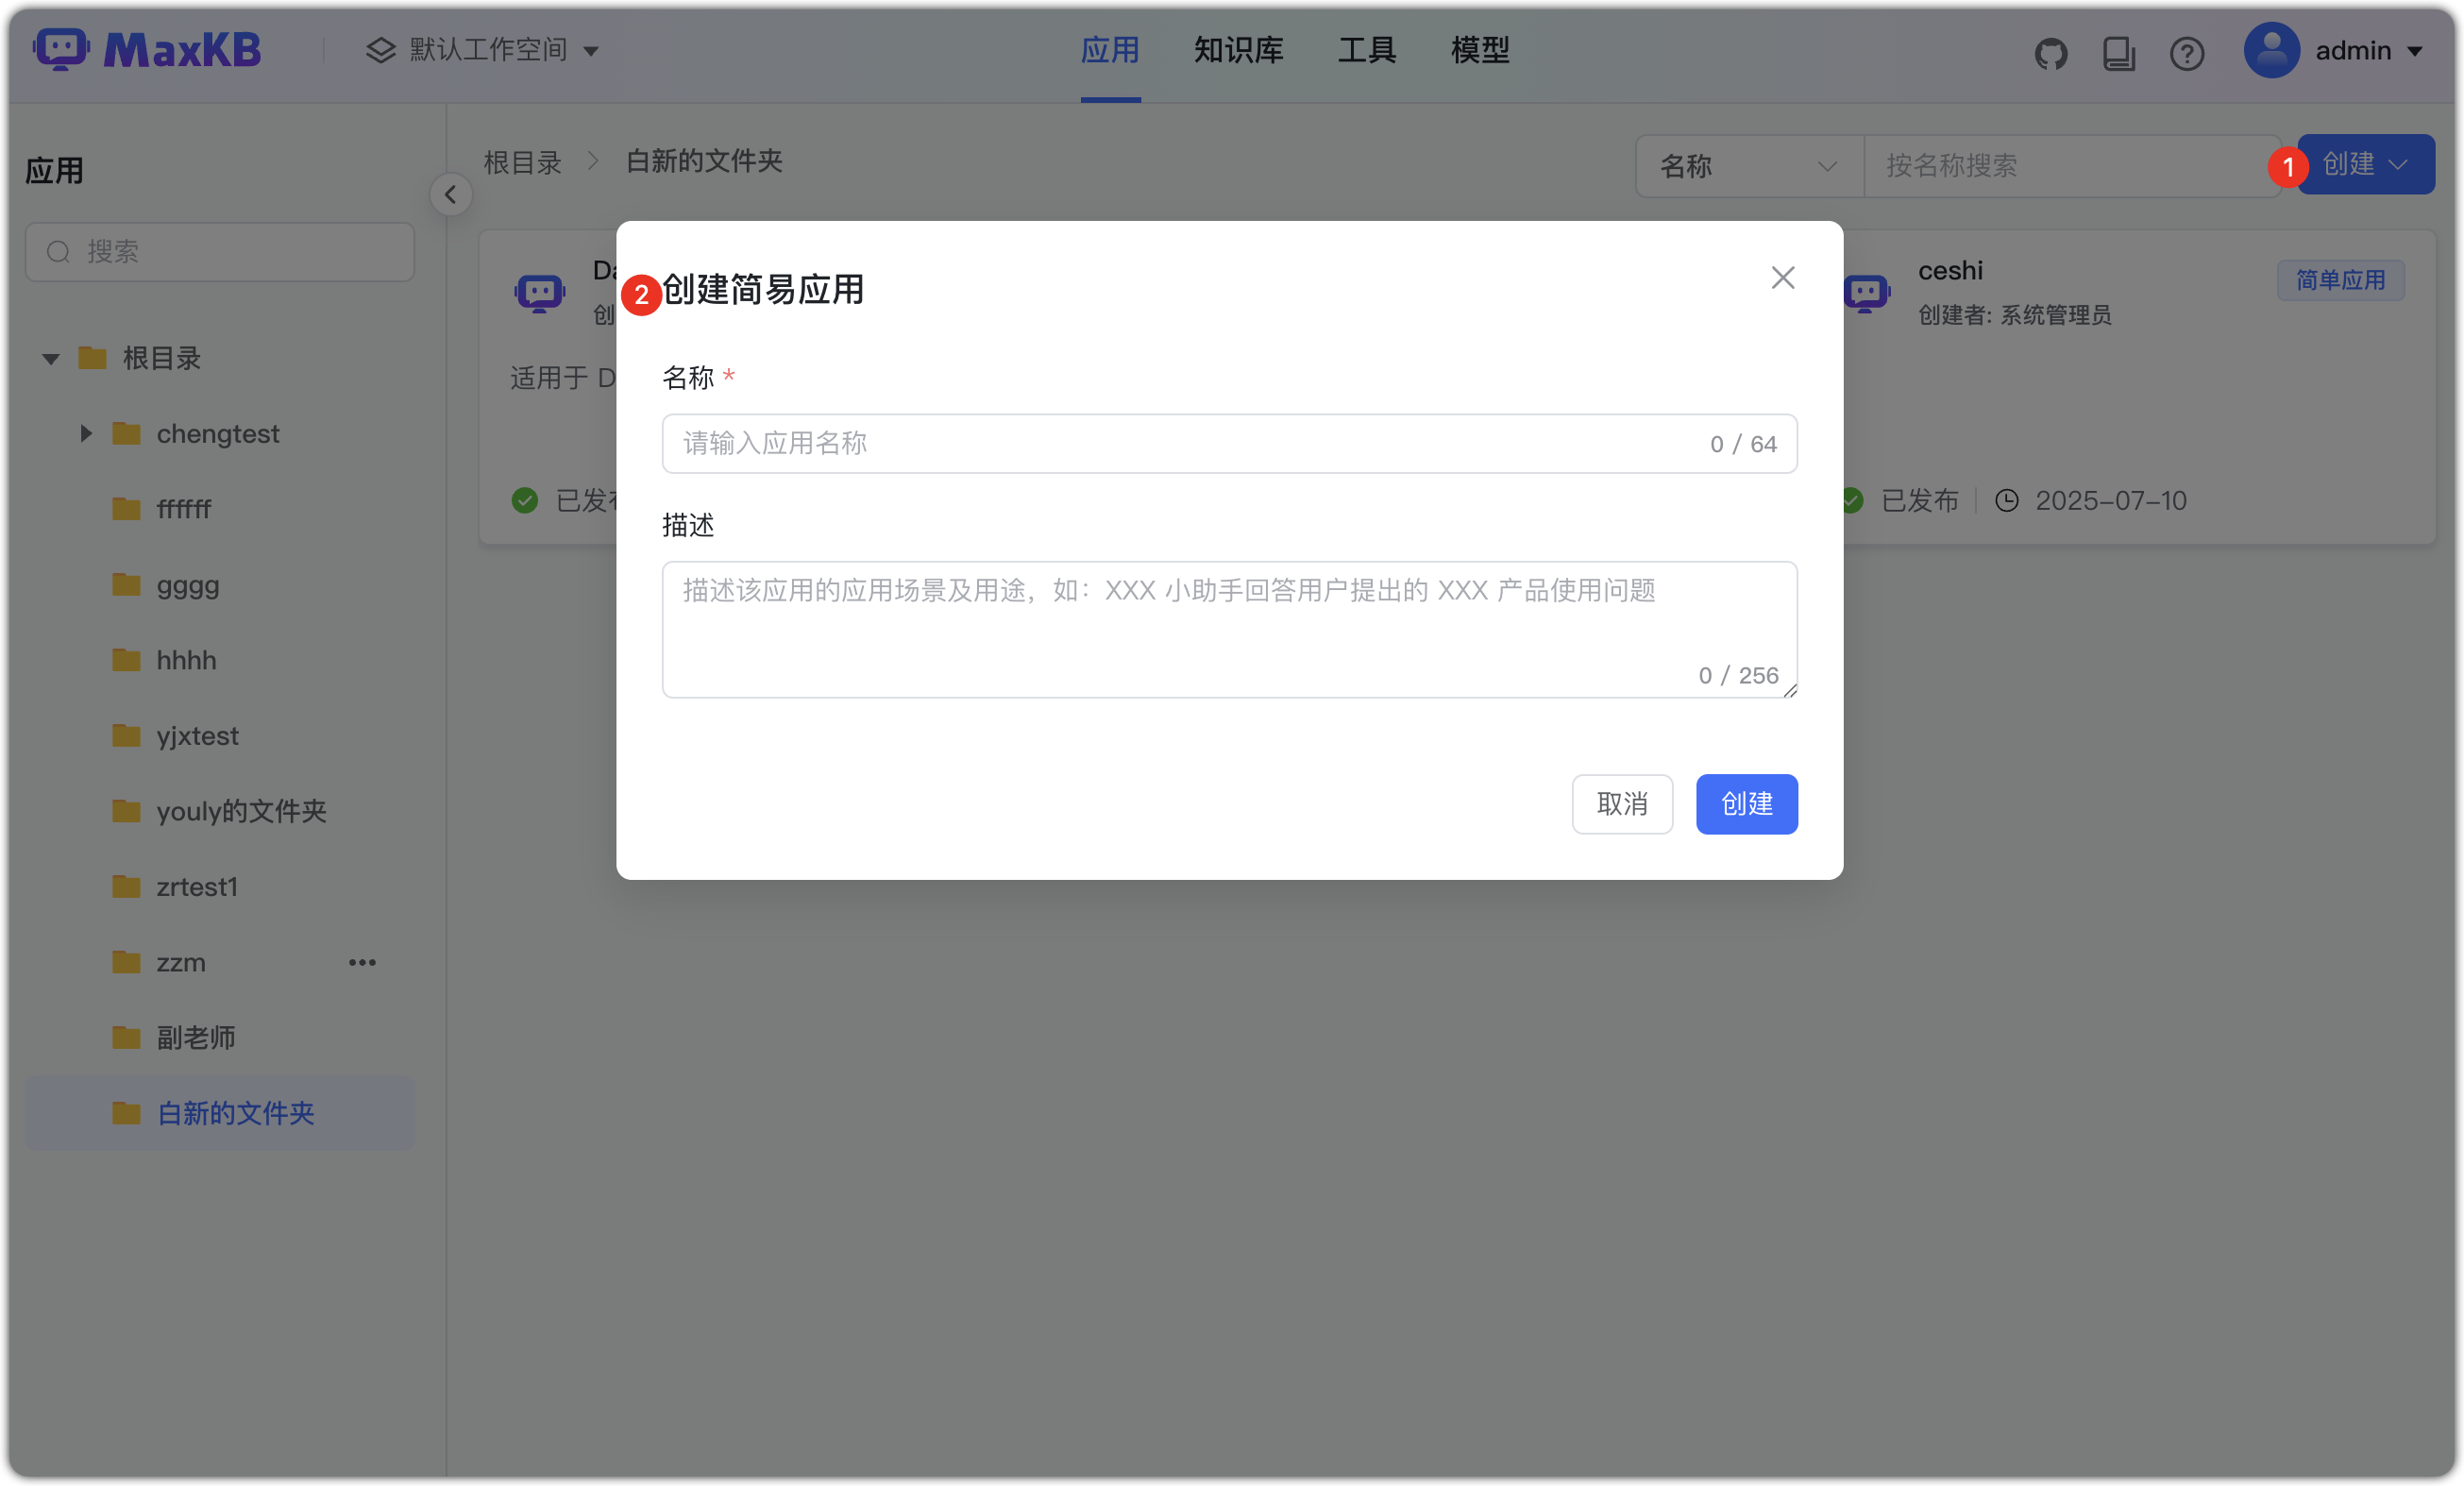 MaxKB
默认工作空间
应用
知识库
工具
模型
admin
应用
搜索
根目录
chengtest
ffffff
gggg
hhhh
yjxtest
youly的文件夹
zrtest1
zzm
副老师
白新的文件夹
根目录 > 白新的文件夹
名称
按名称搜索
1
创建
适用于 D
ceshi
创建者: 系统管理员
简单应用
已发布
2025-07-10
2
创建简易应用
名称 *
请输入应用名称
0 / 64
描述
描述该应用的应用场景及用途，如：XXX 小助手回答用户提出的 XXX 产品使用问题
0 / 256
取消
创建